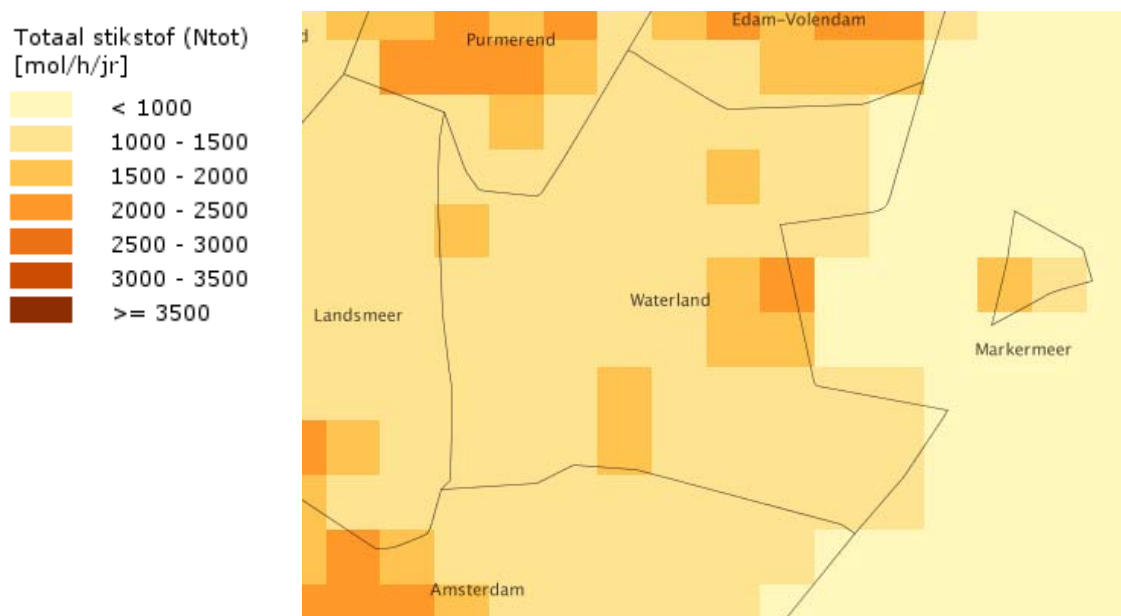 Totaal stikstof (Ntot)
[mol/h/jr]
< 1000
1000 - 1500
1500 - 2000
2000 - 2500
2500 - 3000
3000 - 3500
>= 3500
Edam-Volendam
d
Purmerend
Landsmeer
Waterland
Markermeer
Amsterdam